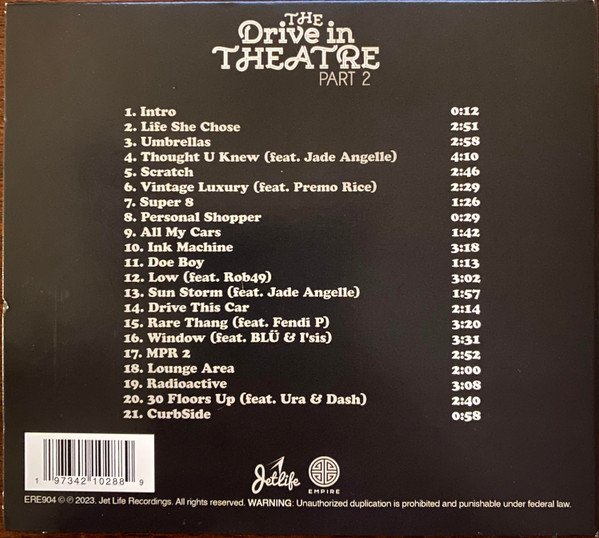 THE
Drive in
THEATRE
PART 2
1. Intro 0:12
2. Life She Chose 2:51
3. Umbrellas 2:58
4. Thought U Knew (feat. Jade Angelle) 4:10
5. Scratch 2:46
6. Vintage Luxury (feat. Premo Rice) 2:29
7. Super 8 1:26
8. Personal Shopper 0:29
9. All My Cars 1:42
10. Ink Machine 3:18
11. Doe Boy 1:13
12. Low (feat. Rob49) 3:02
13. Sun Storm (feat. Jade Angelle) 1:57
14. Drive This Car 2:14
15. Rare Thang (feat. Fendi P) 3:20
16. Window (feat. BLÜ & I'sis) 3:31
17. MPR 2 2:52
18. Lounge Area 2:00
19. Radioactive 3:08
20. 30 Floors Up (feat. Ura & Dash) 2:40
21. CurbSide 0:58
1 97342 10288 9
Jet Life
EMPIRE
ERE904 ©℗ 2023. Jet Life Recordings. All rights reserved. WARNING: Unauthorized duplication is prohibited and punishable under federal law.